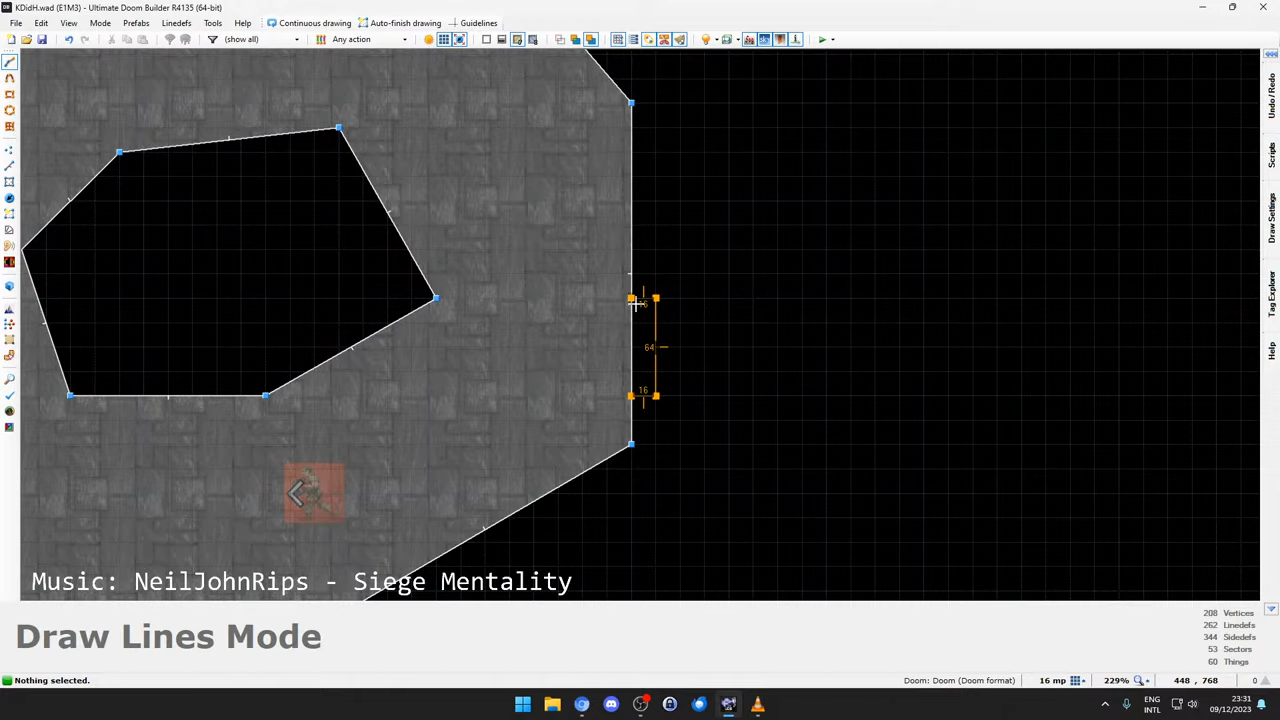 KDidH.wad (E1M3) - Ultimate Doom Builder R4135 (64-bit)
File Edit View Mode Prefabs Linedefs Tools Help Continuous drawing Auto-finish drawing Guidelines
(show all) Any action
Undo / Redo
Scripts
Draw Settings
Tag Explorer
Help
16
64
16
Music: NeilJohnRips - Siege Mentality
Draw Lines Mode
208 Vertices
262 Linedefs
344 Sidedefs
53 Sectors
60 Things
Nothing selected.
Doom: Doom (Doom format) 16 mp 229% 448 , 768 0
ENG
INTL
23:31
09/12/2023